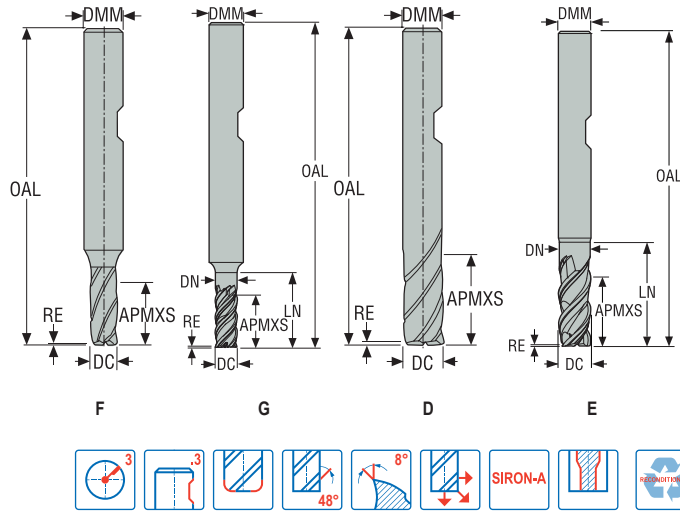 DMM
OAL
RE
APMXS
DC
F
DMM
OAL
DN
LN
RE
APMXS
DC
G
DMM
OAL
RE
APMXS
DC
D
DMM
OAL
DN
LN
APMXS
RE
DC
E
3
.3
48°
8°
SIRON-A